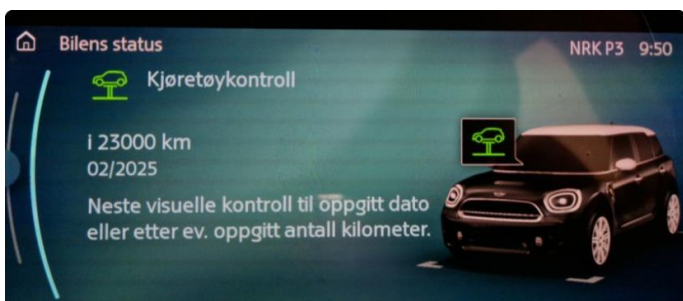 Bilens status
NRK P3 9:50
Kjøretøykontroll
i 23000 km
02/2025
Neste visuelle kontroll til oppgitt dato
eller etter ev. oppgitt antall kilometer.